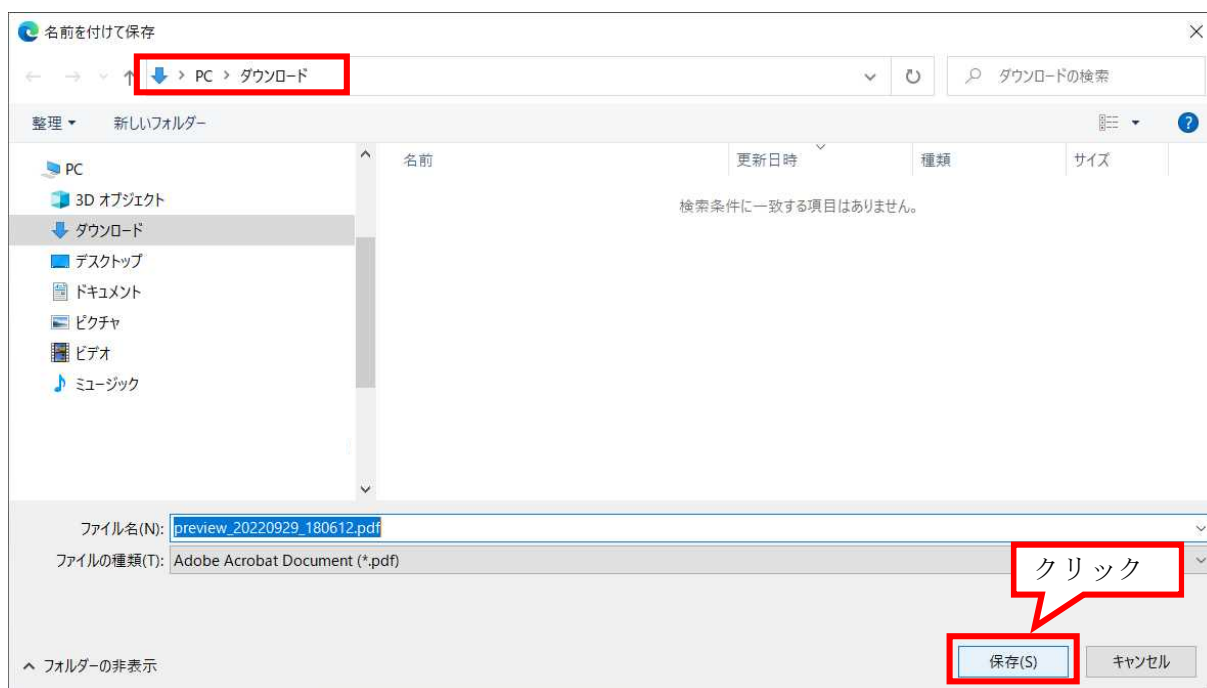 名前を付けて保存
PC > ダウンロード
ダウンロードの検索
整理
新しいフォルダー
PC
3D オブジェクト
ダウンロード
デスクトップ
ドキュメント
ピクチャ
ビデオ
ミュージック
名前 更新日時 種類 サイズ
検索条件に一致する項目はありません。
ファイル名(N): preview_20220929_180612.pdf
ファイルの種類(T): Adobe Acrobat Document (*.pdf)
クリック
フォルダーの非表示
保存(S)
キャンセル